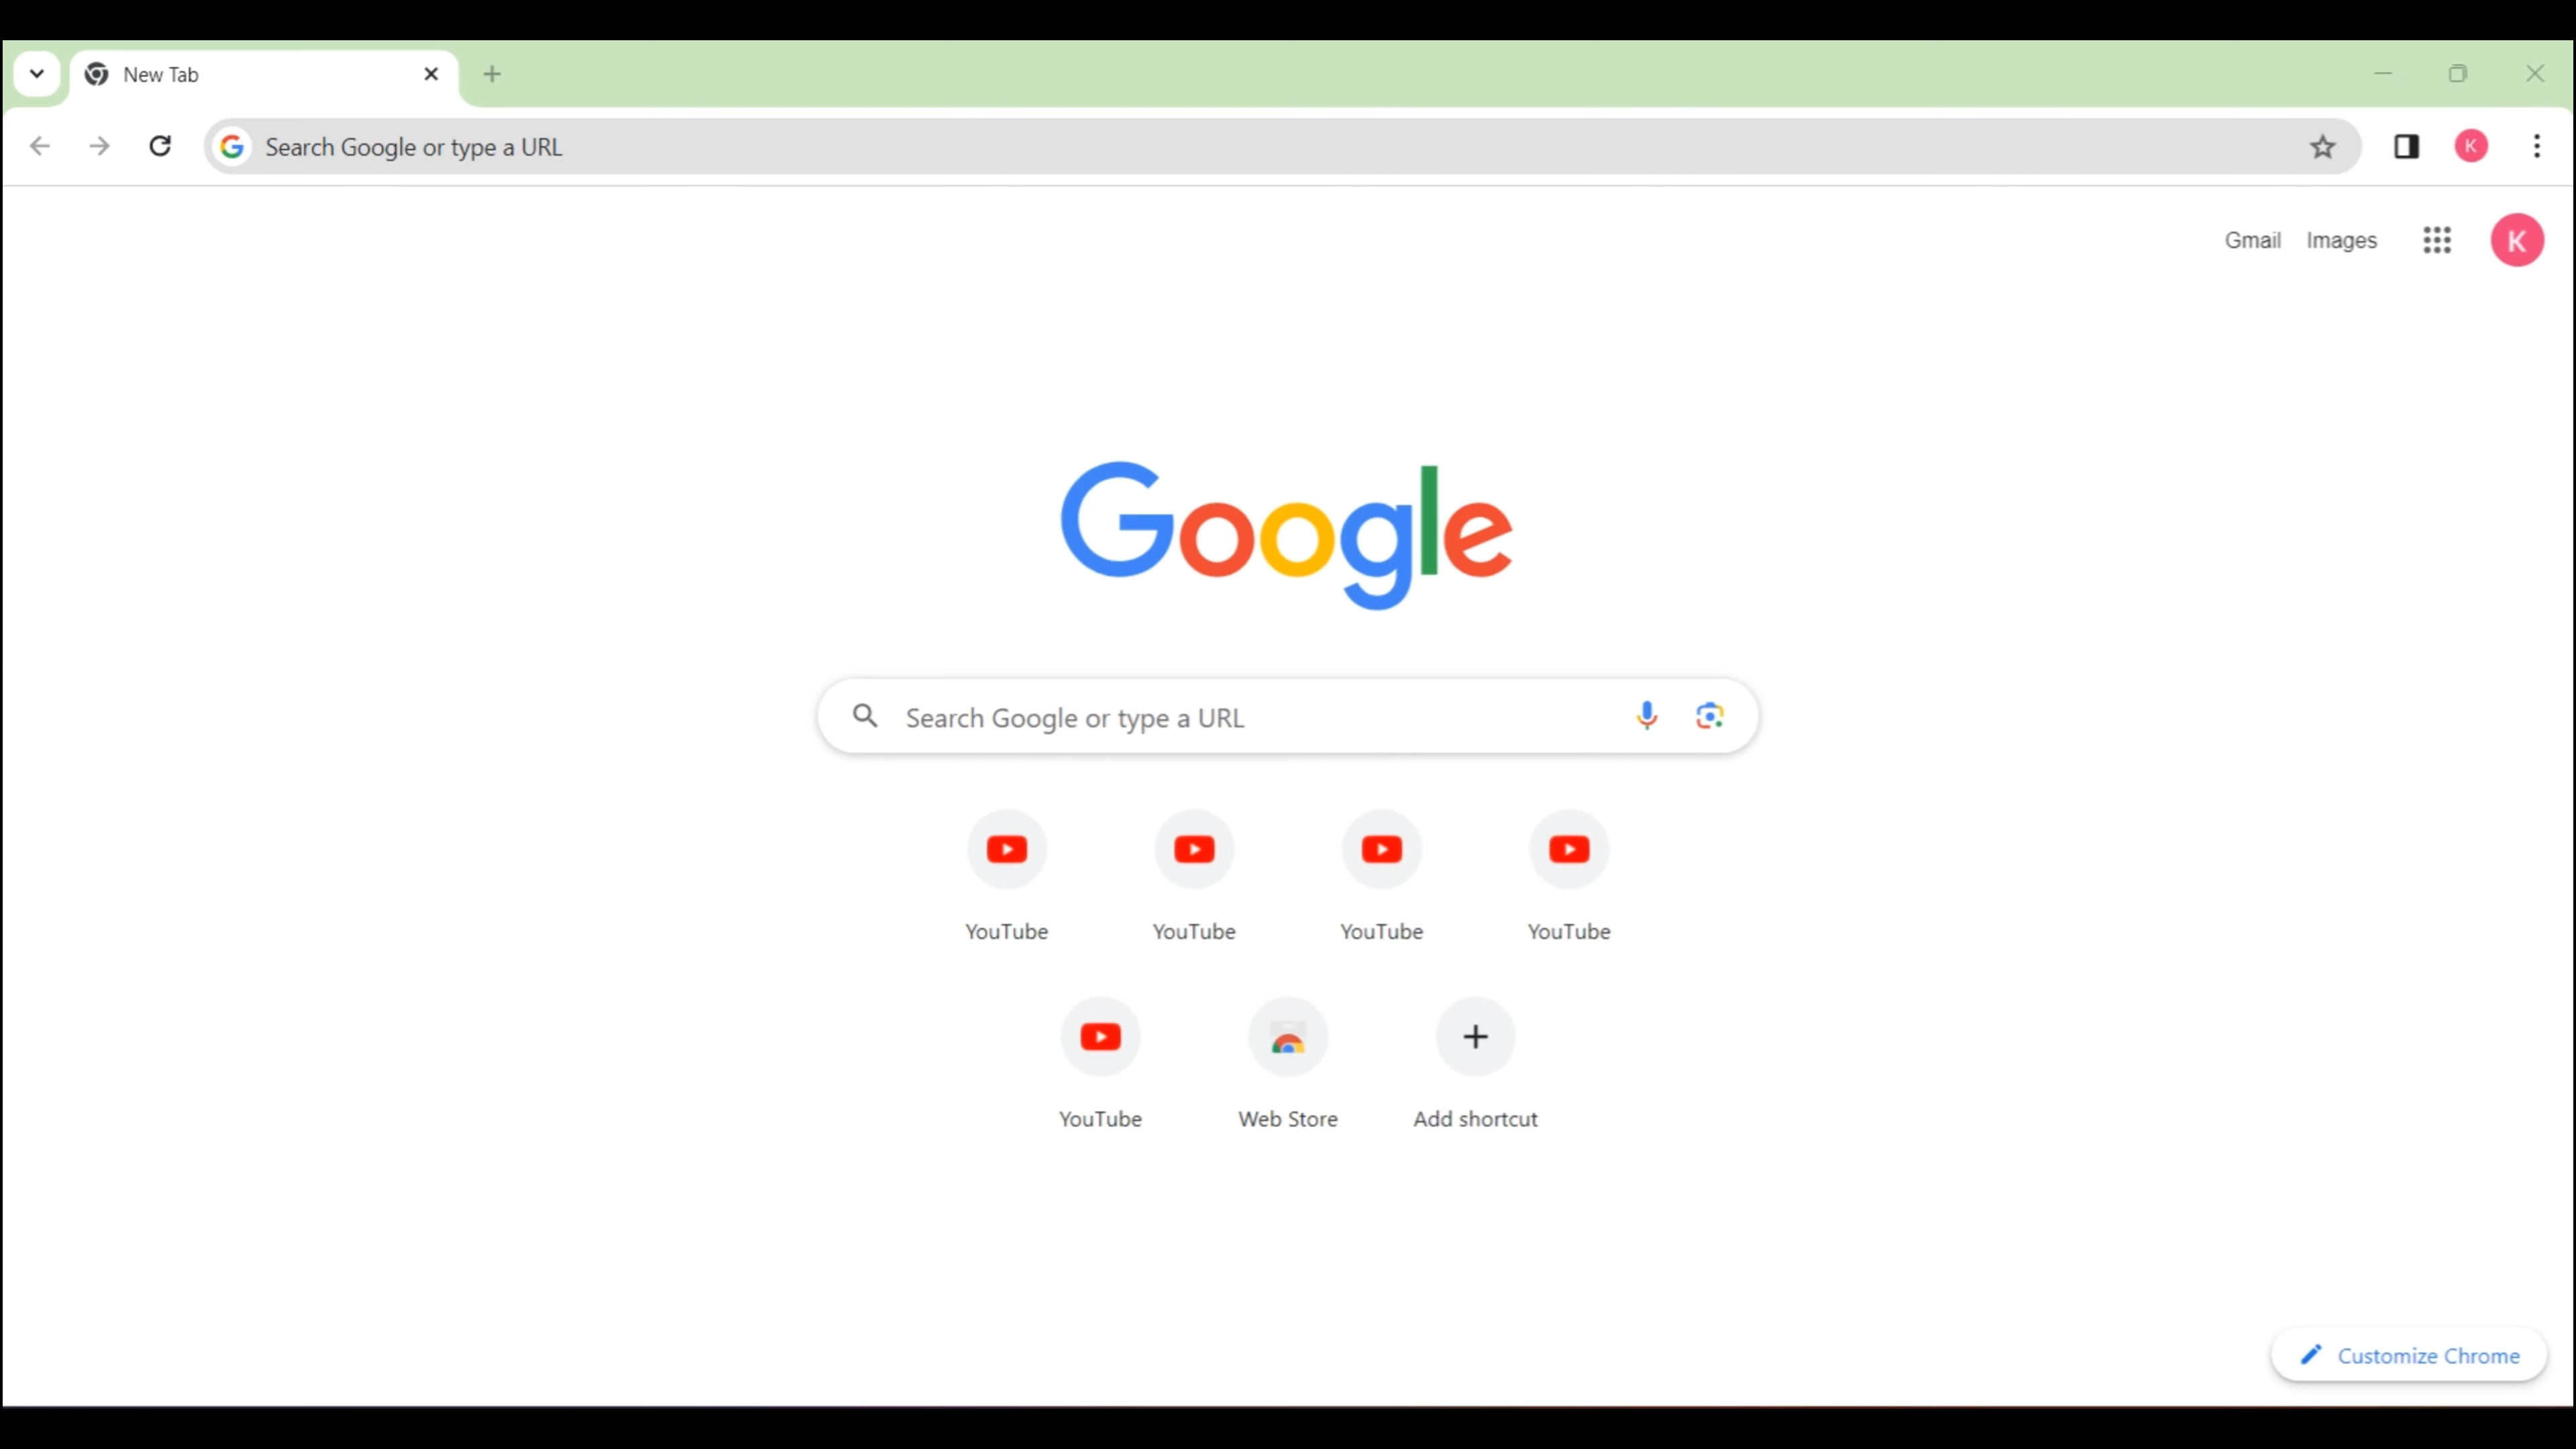 New Tab
Search Google or type a URL
K
Gmail Images
K
Google
Search Google or type a URL
YouTube YouTube YouTube YouTube
YouTube Web Store Add shortcut
Customize Chrome